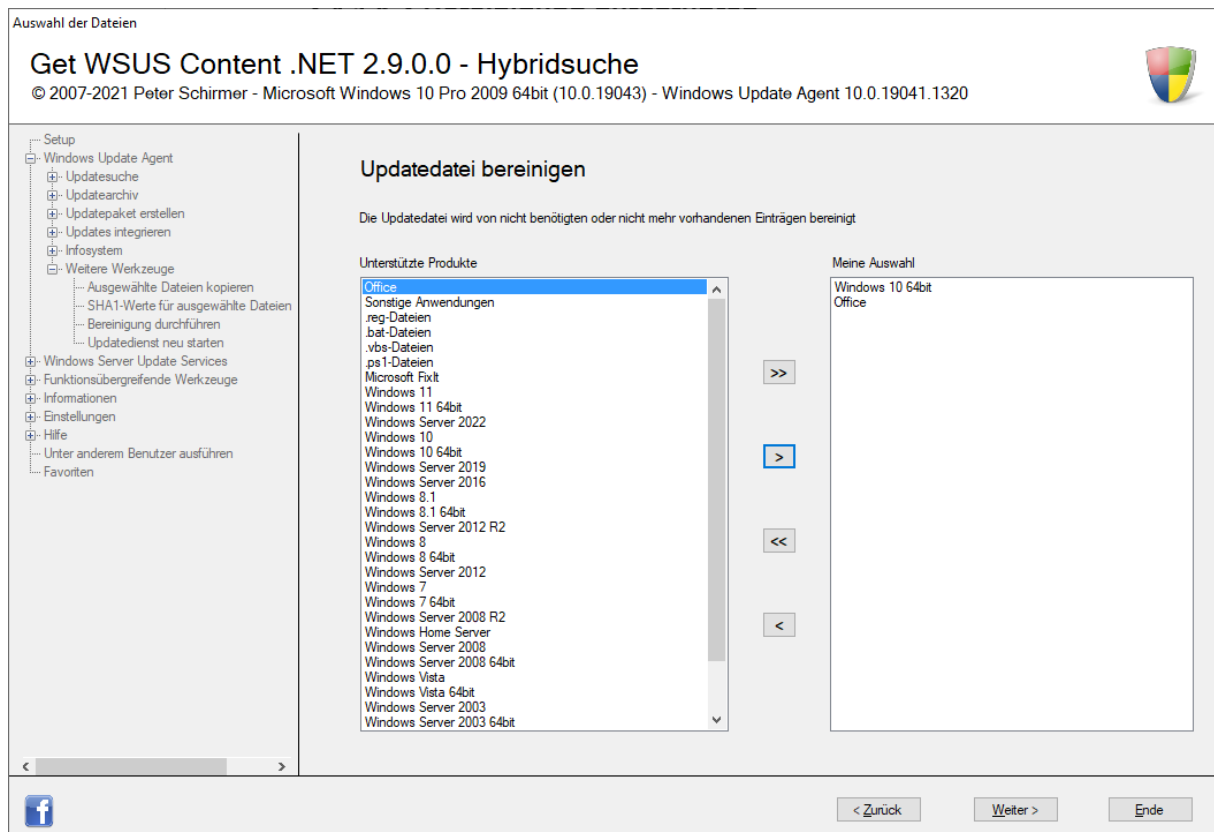 Auswahl der Dateien
Get WSUS Content .NET 2.9.0.0 - Hybridsuche
© 2007-2021 Peter Schirmer - Microsoft Windows 10 Pro 2009 64bit (10.0.19043) - Windows Update Agent 10.0.19041.1320
Setup
Windows Update Agent
Updatesuche
Updatearchiv
Updatepaket erstellen
Updates integrieren
Infosystem
Weitere Werkzeuge
Ausgewählte Dateien kopieren
SHA1-Werte für ausgewählte Dateien
Bereinigung durchführen
Updatedienst neu starten
Windows Server Update Services
Funktionsübergreifende Werkzeuge
Informationen
Einstellungen
Hilfe
Unter anderem Benutzer ausführen
Favoriten
Updatedatei bereinigen
Die Updatedatei wird von nicht benötigten oder nicht mehr vorhandenen Einträgen bereinigt
Unterstützte Produkte
Office
Sonstige Anwendungen
.reg-Dateien
.bat-Dateien
.vbs-Dateien
.ps1-Dateien
Microsoft FixIt
Windows 11
Windows 11 64bit
Windows Server 2022
Windows 10
Windows 10 64bit
Windows Server 2019
Windows Server 2016
Windows 8.1
Windows 8.1 64bit
Windows Server 2012 R2
Windows 8
Windows 8 64bit
Windows Server 2012
Windows 7
Windows 7 64bit
Windows Server 2008 R2
Windows Home Server
Windows Server 2008
Windows Server 2008 64bit
Windows Vista
Windows Vista 64bit
Windows Server 2003
Windows Server 2003 64bit
>>
>
<<
<
Meine Auswahl
Windows 10 64bit
Office
< Zurück
Weiter >
Ende